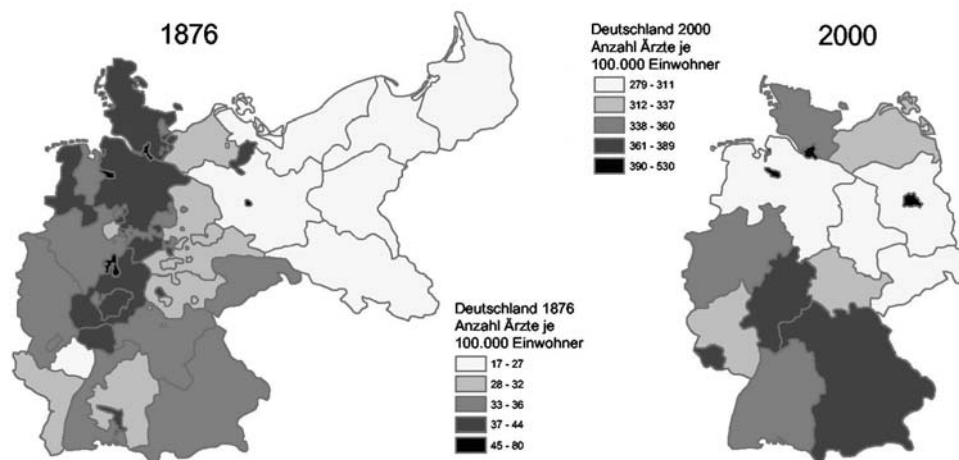 1876
Deutschland 2000
Anzahl Ärzte je
100.000 Einwohner
279 - 311
312 - 337
338 - 360
361 - 389
390 - 530
2000
Deutschland 1876
Anzahl Ärzte je
100.000 Einwohner
17 - 27
28 - 32
33 - 36
37 - 44
45 - 80